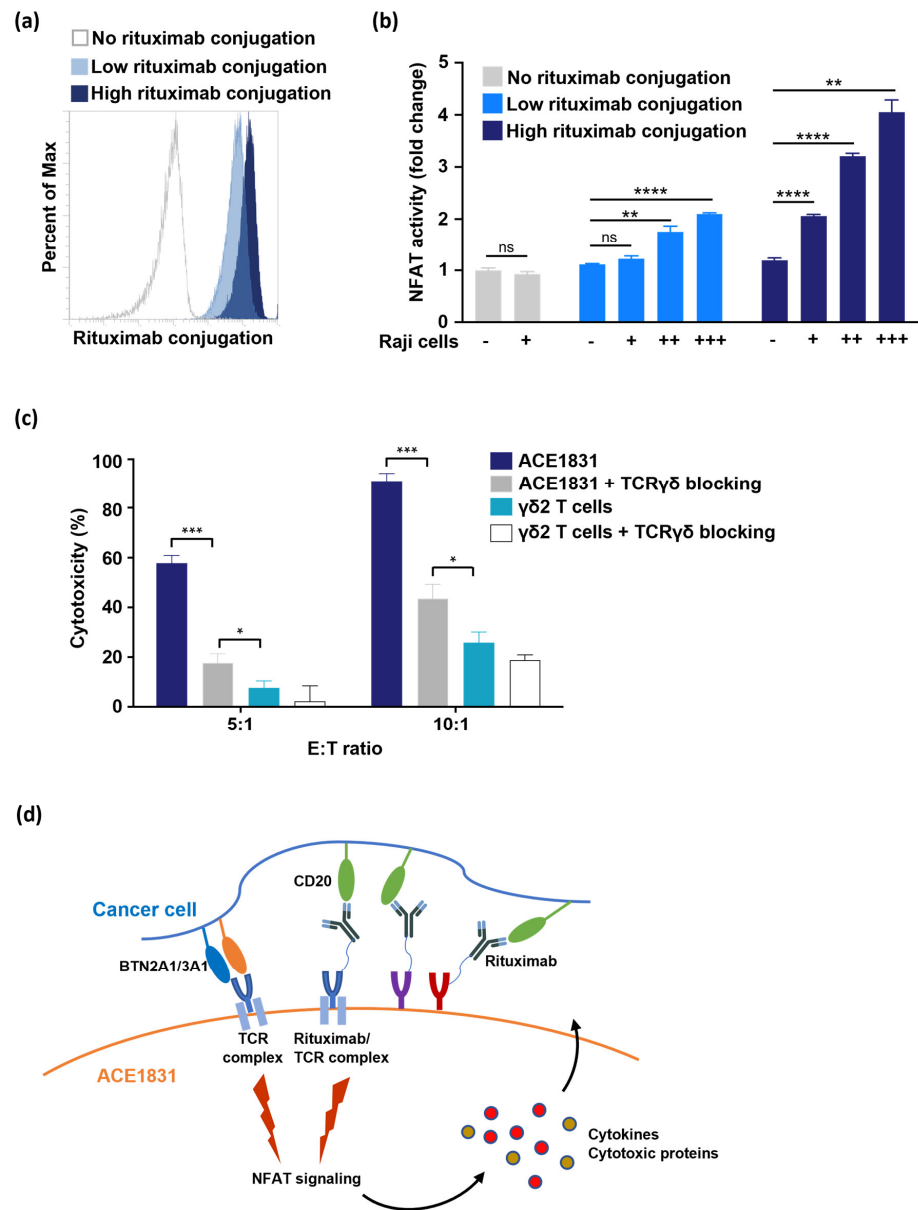 (a)
No rituximab conjugation
Low rituximab conjugation
High rituximab conjugation
Percent of Max
Rituximab conjugation
(b)
NFAT activity (fold change)
5
4
3
2
1
0
No rituximab conjugation
Low rituximab conjugation
High rituximab conjugation
ns
ns
**
****
****
****
**
Raji cells - + - + ++ +++ - + ++ +++
(c)
Cytotoxicity (%)
100
80
60
40
20
0
***
*
***
*
5:1 10:1
E:T ratio
ACE1831
ACE1831 + TCRγδ blocking
γδ2 T cells
γδ2 T cells + TCRγδ blocking
(d)
CD20
Cancer cell
BTN2A1/3A1
Rituximab
TCR
complex
Rituximab/
TCR complex
ACE1831
Cytokines
Cytotoxic proteins
NFAT signaling